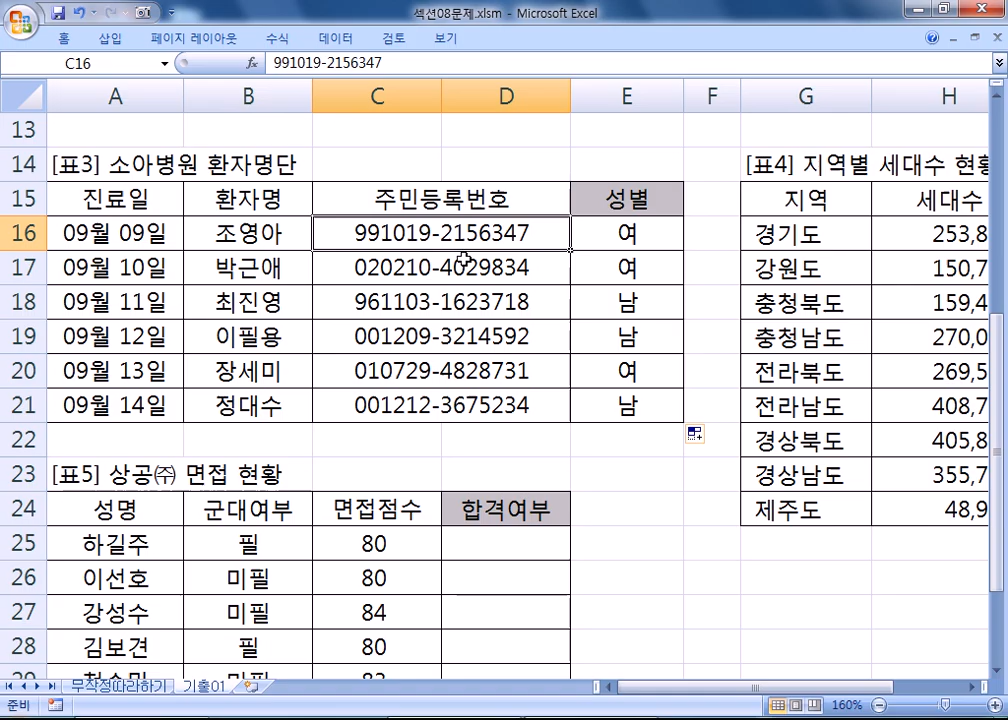 섹션08문제.xlsm - Microsoft Excel
홈 삽입 페이지 레이아웃 수식 데이터 검토 보기
C16 fx 991019-2156347
A B C D E F G H
13
14 [표3] 소아병원 환자명단 [표4] 지역별 세대수 현황
15 진료일 환자명 주민등록번호 성별 지역 세대수
16 09월 09일 조영아 991019-2156347 여 경기도 253,8
17 09월 10일 박근애 020210-4029834 여 강원도 150,7
18 09월 11일 최진영 961103-1623718 남 충청북도 159,4
19 09월 12일 이필용 001209-3214592 남 충청남도 270,0
20 09월 13일 장세미 010729-4828731 여 전라북도 269,5
21 09월 14일 정대수 001212-3675234 남 전라남도 408,7
22 경상북도 405,8
23 [표5] 상공㈜ 면접 현황 경상남도 355,7
24 성명 군대여부 면접점수 합격여부 제주도 48,9
25 하길주 필 80
26 이선호 미필 80
27 강성수 미필 84
28 김보견 필 80
무작정따라하기 기출01
준비 160%